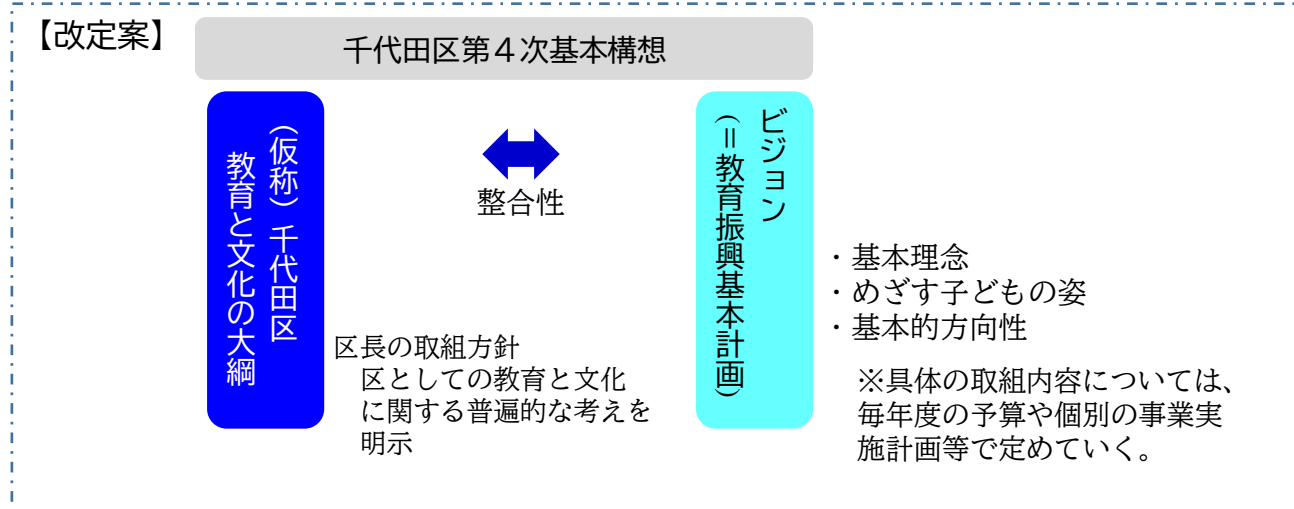 【改定案】
千代田区第４次基本構想
（仮称）千代田区
教育と文化の大綱
整合性
区長の取組方針
区としての教育と文化
に関する普遍的な考えを
明示
ビジョン
（＝教育振興基本計画）
・基本理念
・めざす子どもの姿
・基本的方向性
※具体の取組内容については、
毎年度の予算や個別の事業実
施計画等で定めていく。